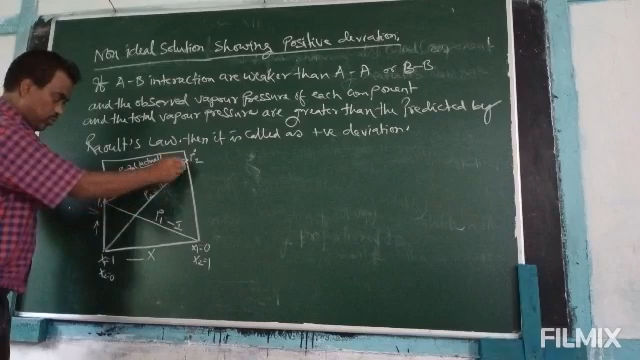 Non ideal Solution Showing Positive deviation.
If A-B interaction are weaker than A-A or B-B
and the observed vapour pressure of each component
and the total vapour pressure are greater than the Predicted by
Raoult's Law. then it is called as +ve deviation.
P°2
P°1 - I
x1=1
x2=0
X
x1=0
x2=1
FILMIX